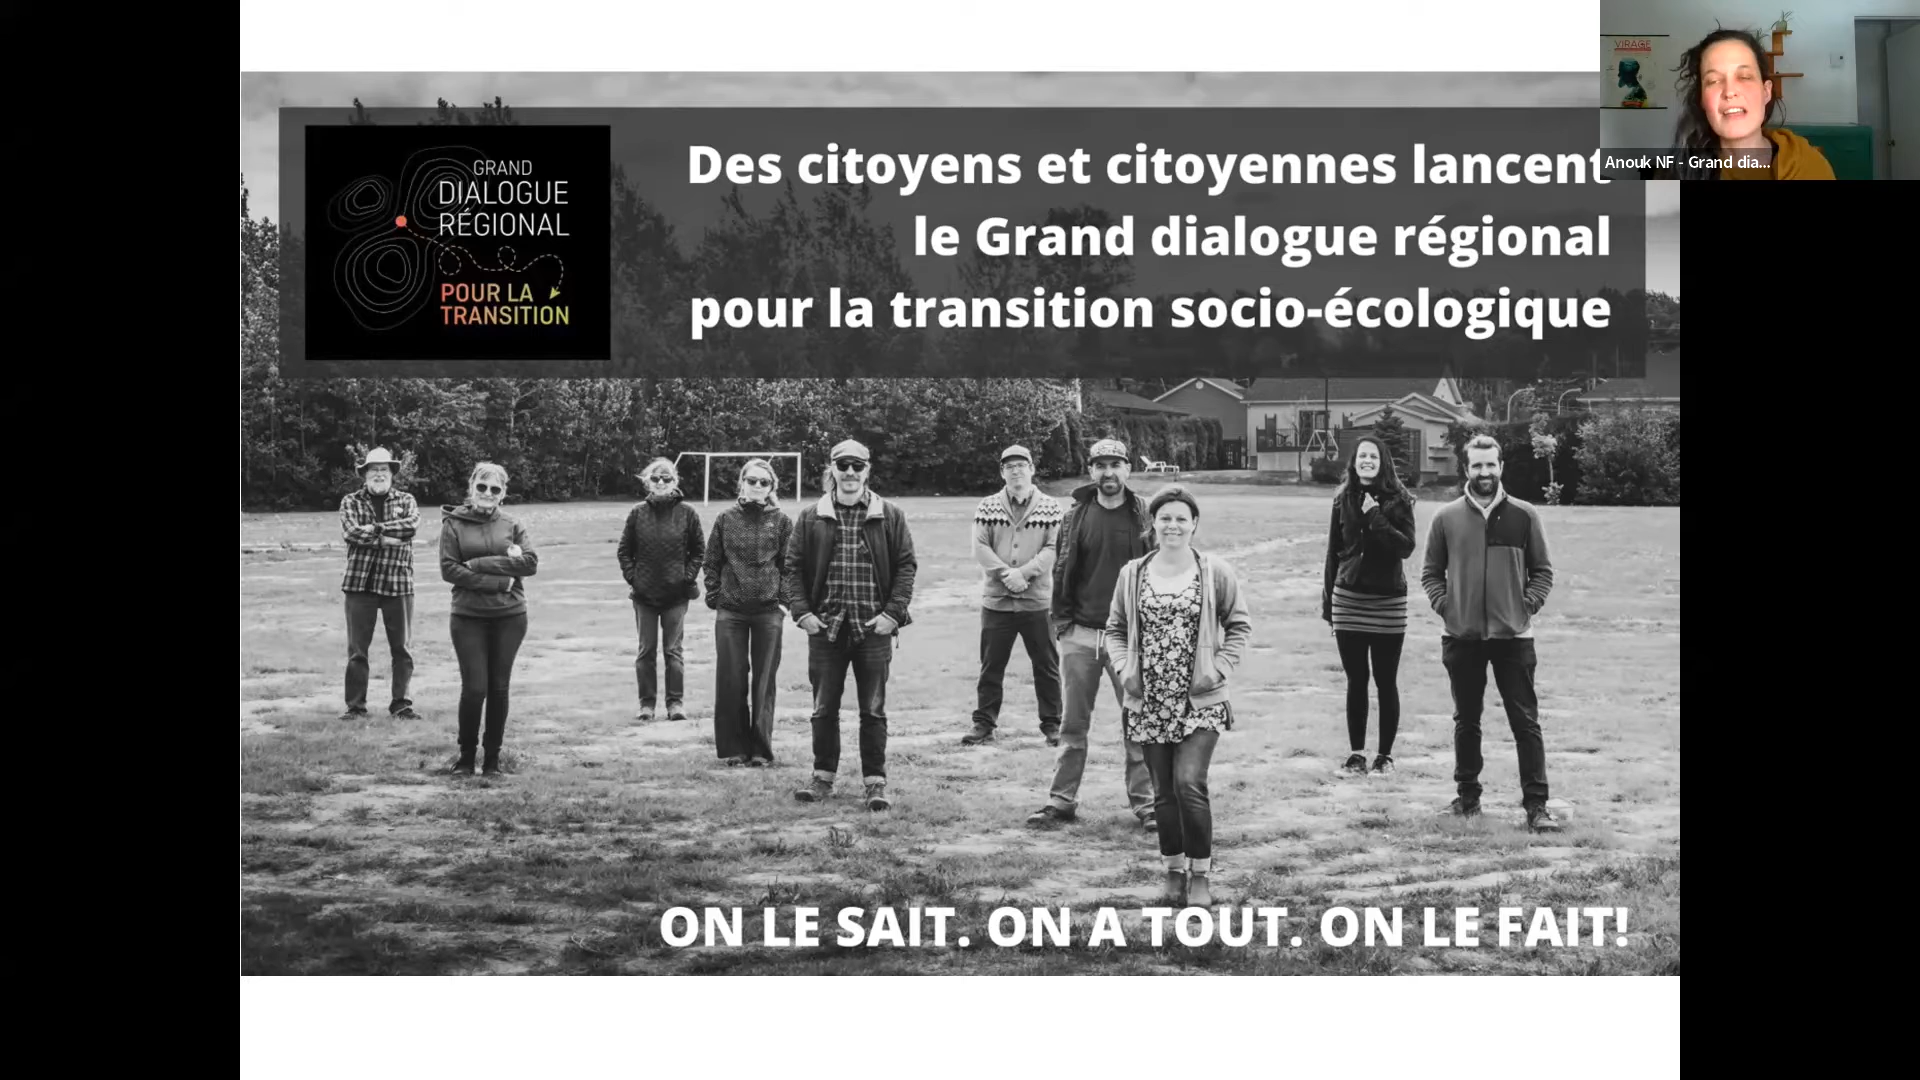 GRAND
DIALOGUE
RÉGIONAL
POUR LA
TRANSITION
Des citoyens et citoyennes lancent
le Grand dialogue régional
pour la transition socio-écologique
VIRAGE
Anouk NF - Grand dia...
ON LE SAIT. ON A TOUT. ON LE FAIT!